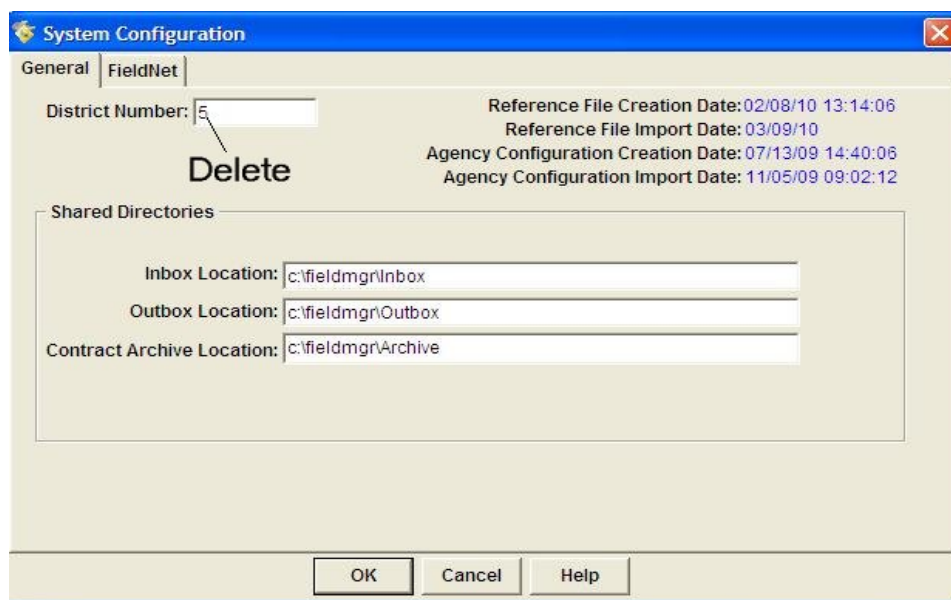 System Configuration
General FieldNet
District Number: 5
Delete
Reference File Creation Date: 02/08/10 13:14:06
Reference File Import Date: 03/09/10
Agency Configuration Creation Date: 07/13/09 14:40:06
Agency Configuration Import Date: 11/05/09 09:02:12
Shared Directories
Inbox Location: c:\fieldmgr\Inbox
Outbox Location: c:\fieldmgr\Outbox
Contract Archive Location: c:\fieldmgr\Archive
OK Cancel Help